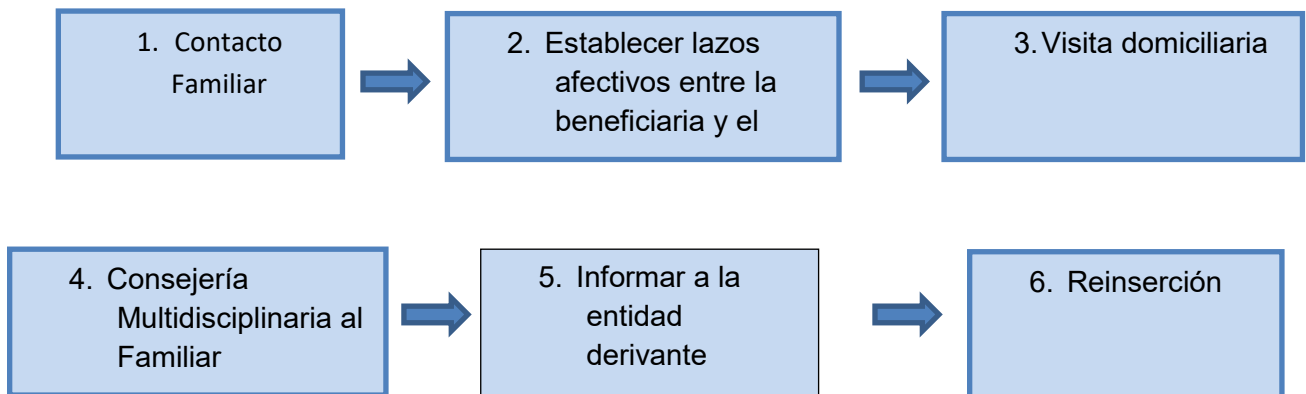 1. Contacto
Familiar
2. Establecer lazos
afectivos entre la
beneficiaria y el
3. Visita domiciliaria
4. Consejería
Multidisciplinaria al
Familiar
5. Informar a la
entidad
derivante
6. Reinserción